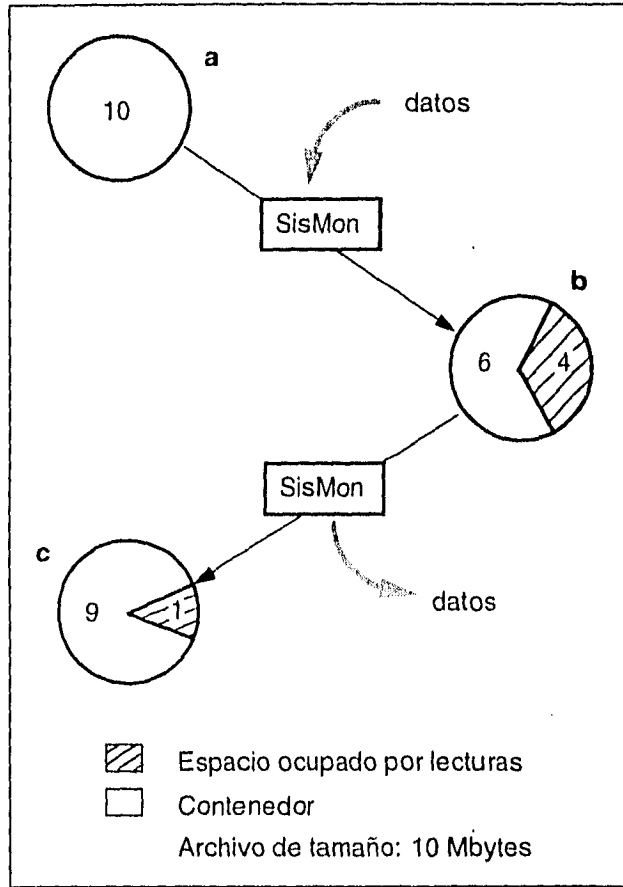 a
10
datos
SisMon
b
6
4
SisMon
c
9
1
datos
Espacio ocupado por lecturas
Contenedor
Archivo de tamaño: 10 Mbytes